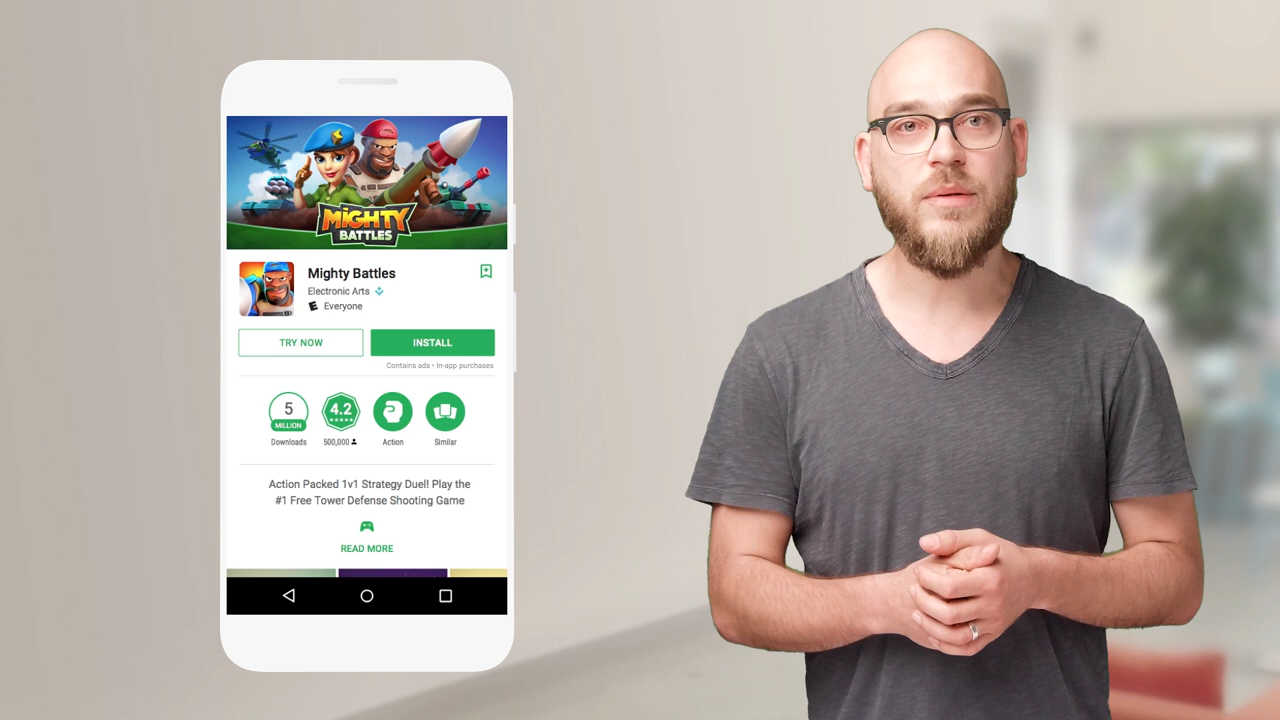 MIGHTY
BATTLES
Mighty Battles
Electronic Arts
Everyone
TRY NOW
INSTALL
Contains ads • In-app purchases
5
MILLION
4.2
Downloads
500,000
Action
Similar
Action Packed 1v1 Strategy Duel! Play the
#1 Free Tower Defense Shooting Game
READ MORE